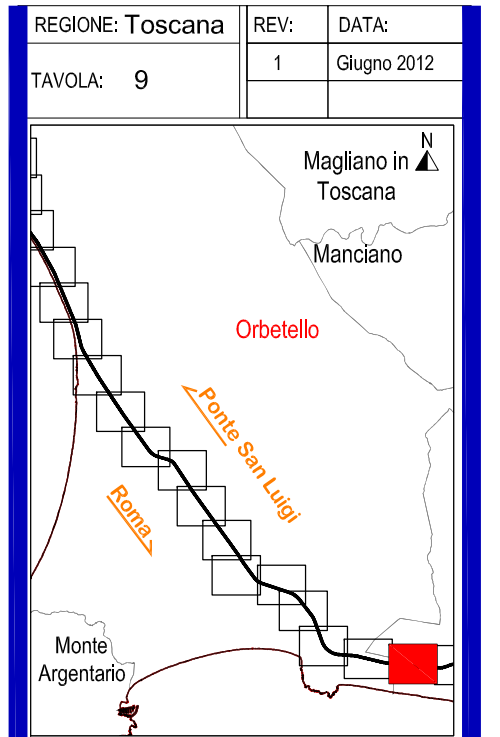 REGIONE: Toscana
REV:
DATA:
TAVOLA: 9
1
Giugno 2012
N
Magliano in
Toscana
Manciano
Orbetello
Ponte San Luigi
Roma
Monte
Argentario